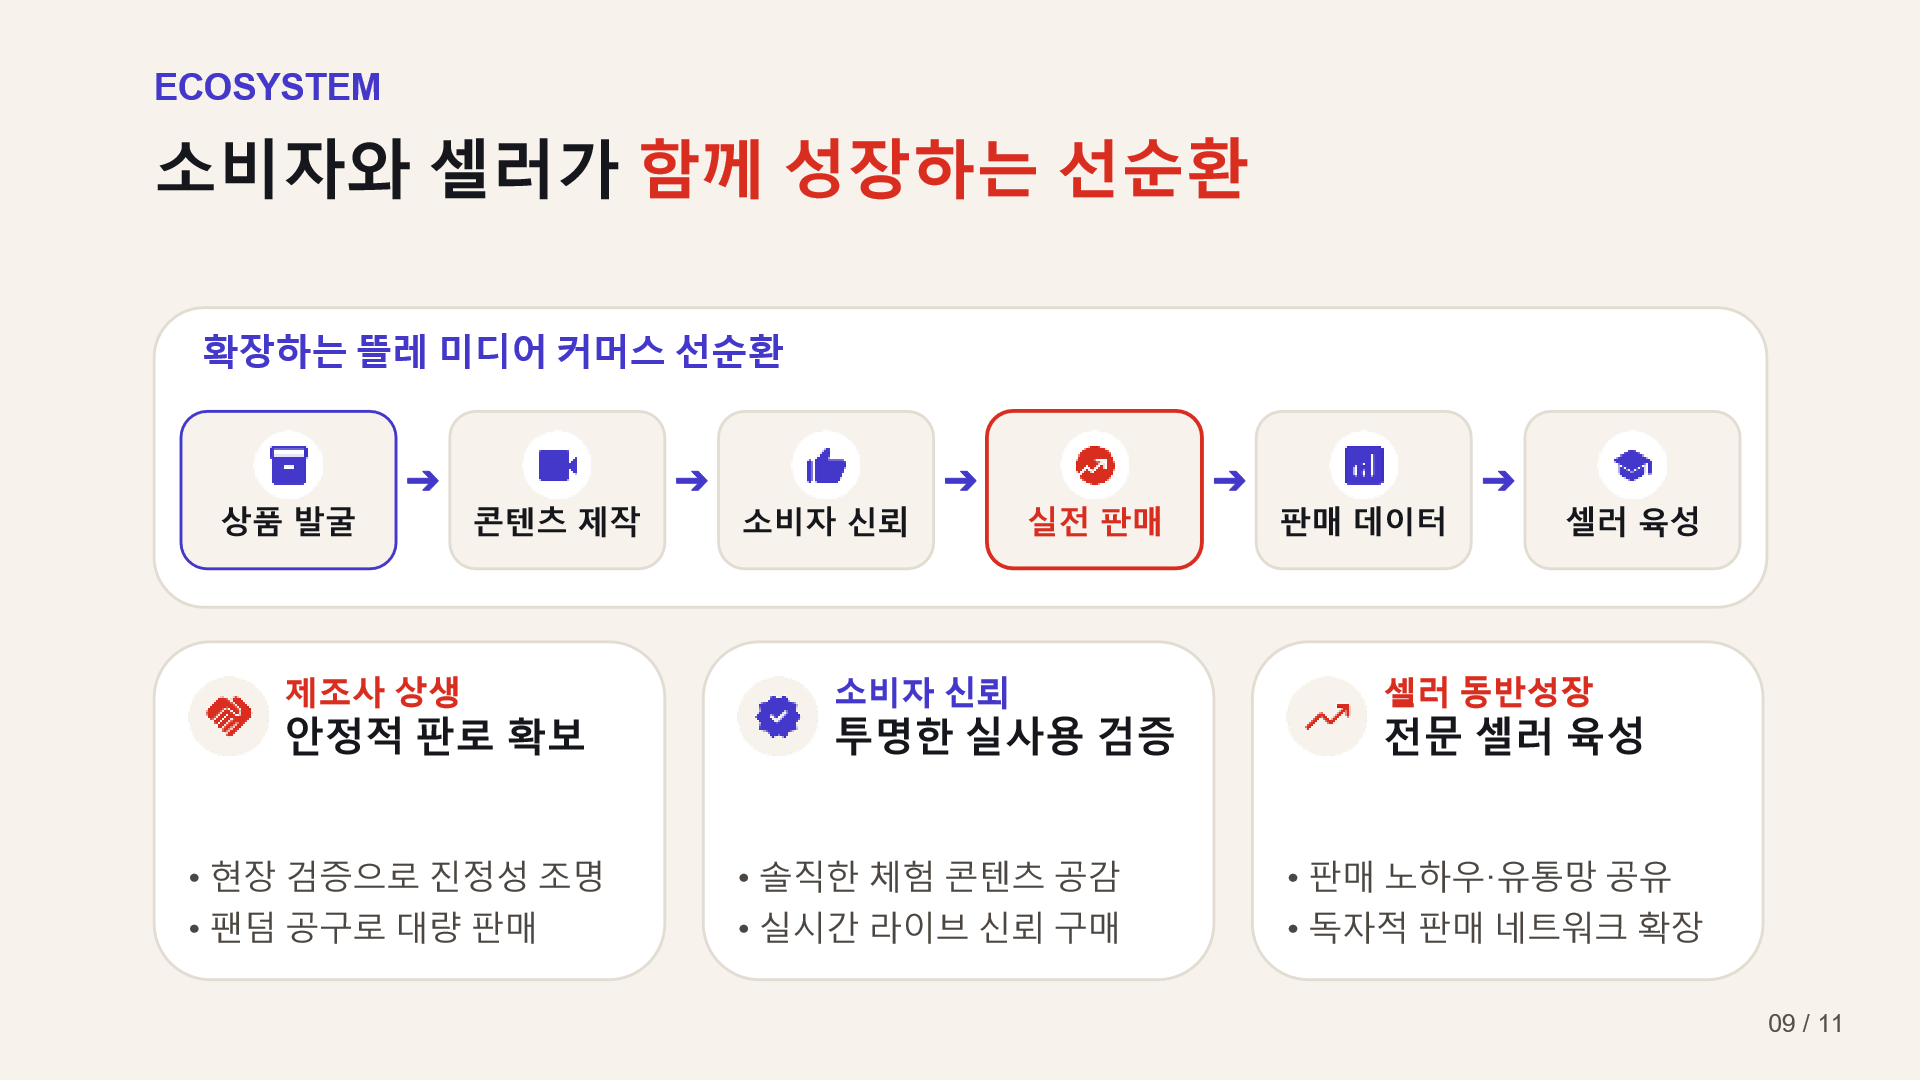 ECOSYSTEM
소비자와 셀러가 함께 성장하는 선순환
확장하는 뜰레 미디어 커머스 선순환
상품 발굴
콘텐츠 제작
소비자 신뢰
실전 판매
판매 데이터
셀러 육성
제조사 상생
안정적 판로 확보
• 현장 검증으로 진정성 조명
• 팬덤 공구로 대량 판매
소비자 신뢰
투명한 실사용 검증
• 솔직한 체험 콘텐츠 공감
• 실시간 라이브 신뢰 구매
셀러 동반성장
전문 셀러 육성
• 판매 노하우·유통망 공유
• 독자적 판매 네트워크 확장
09 / 11